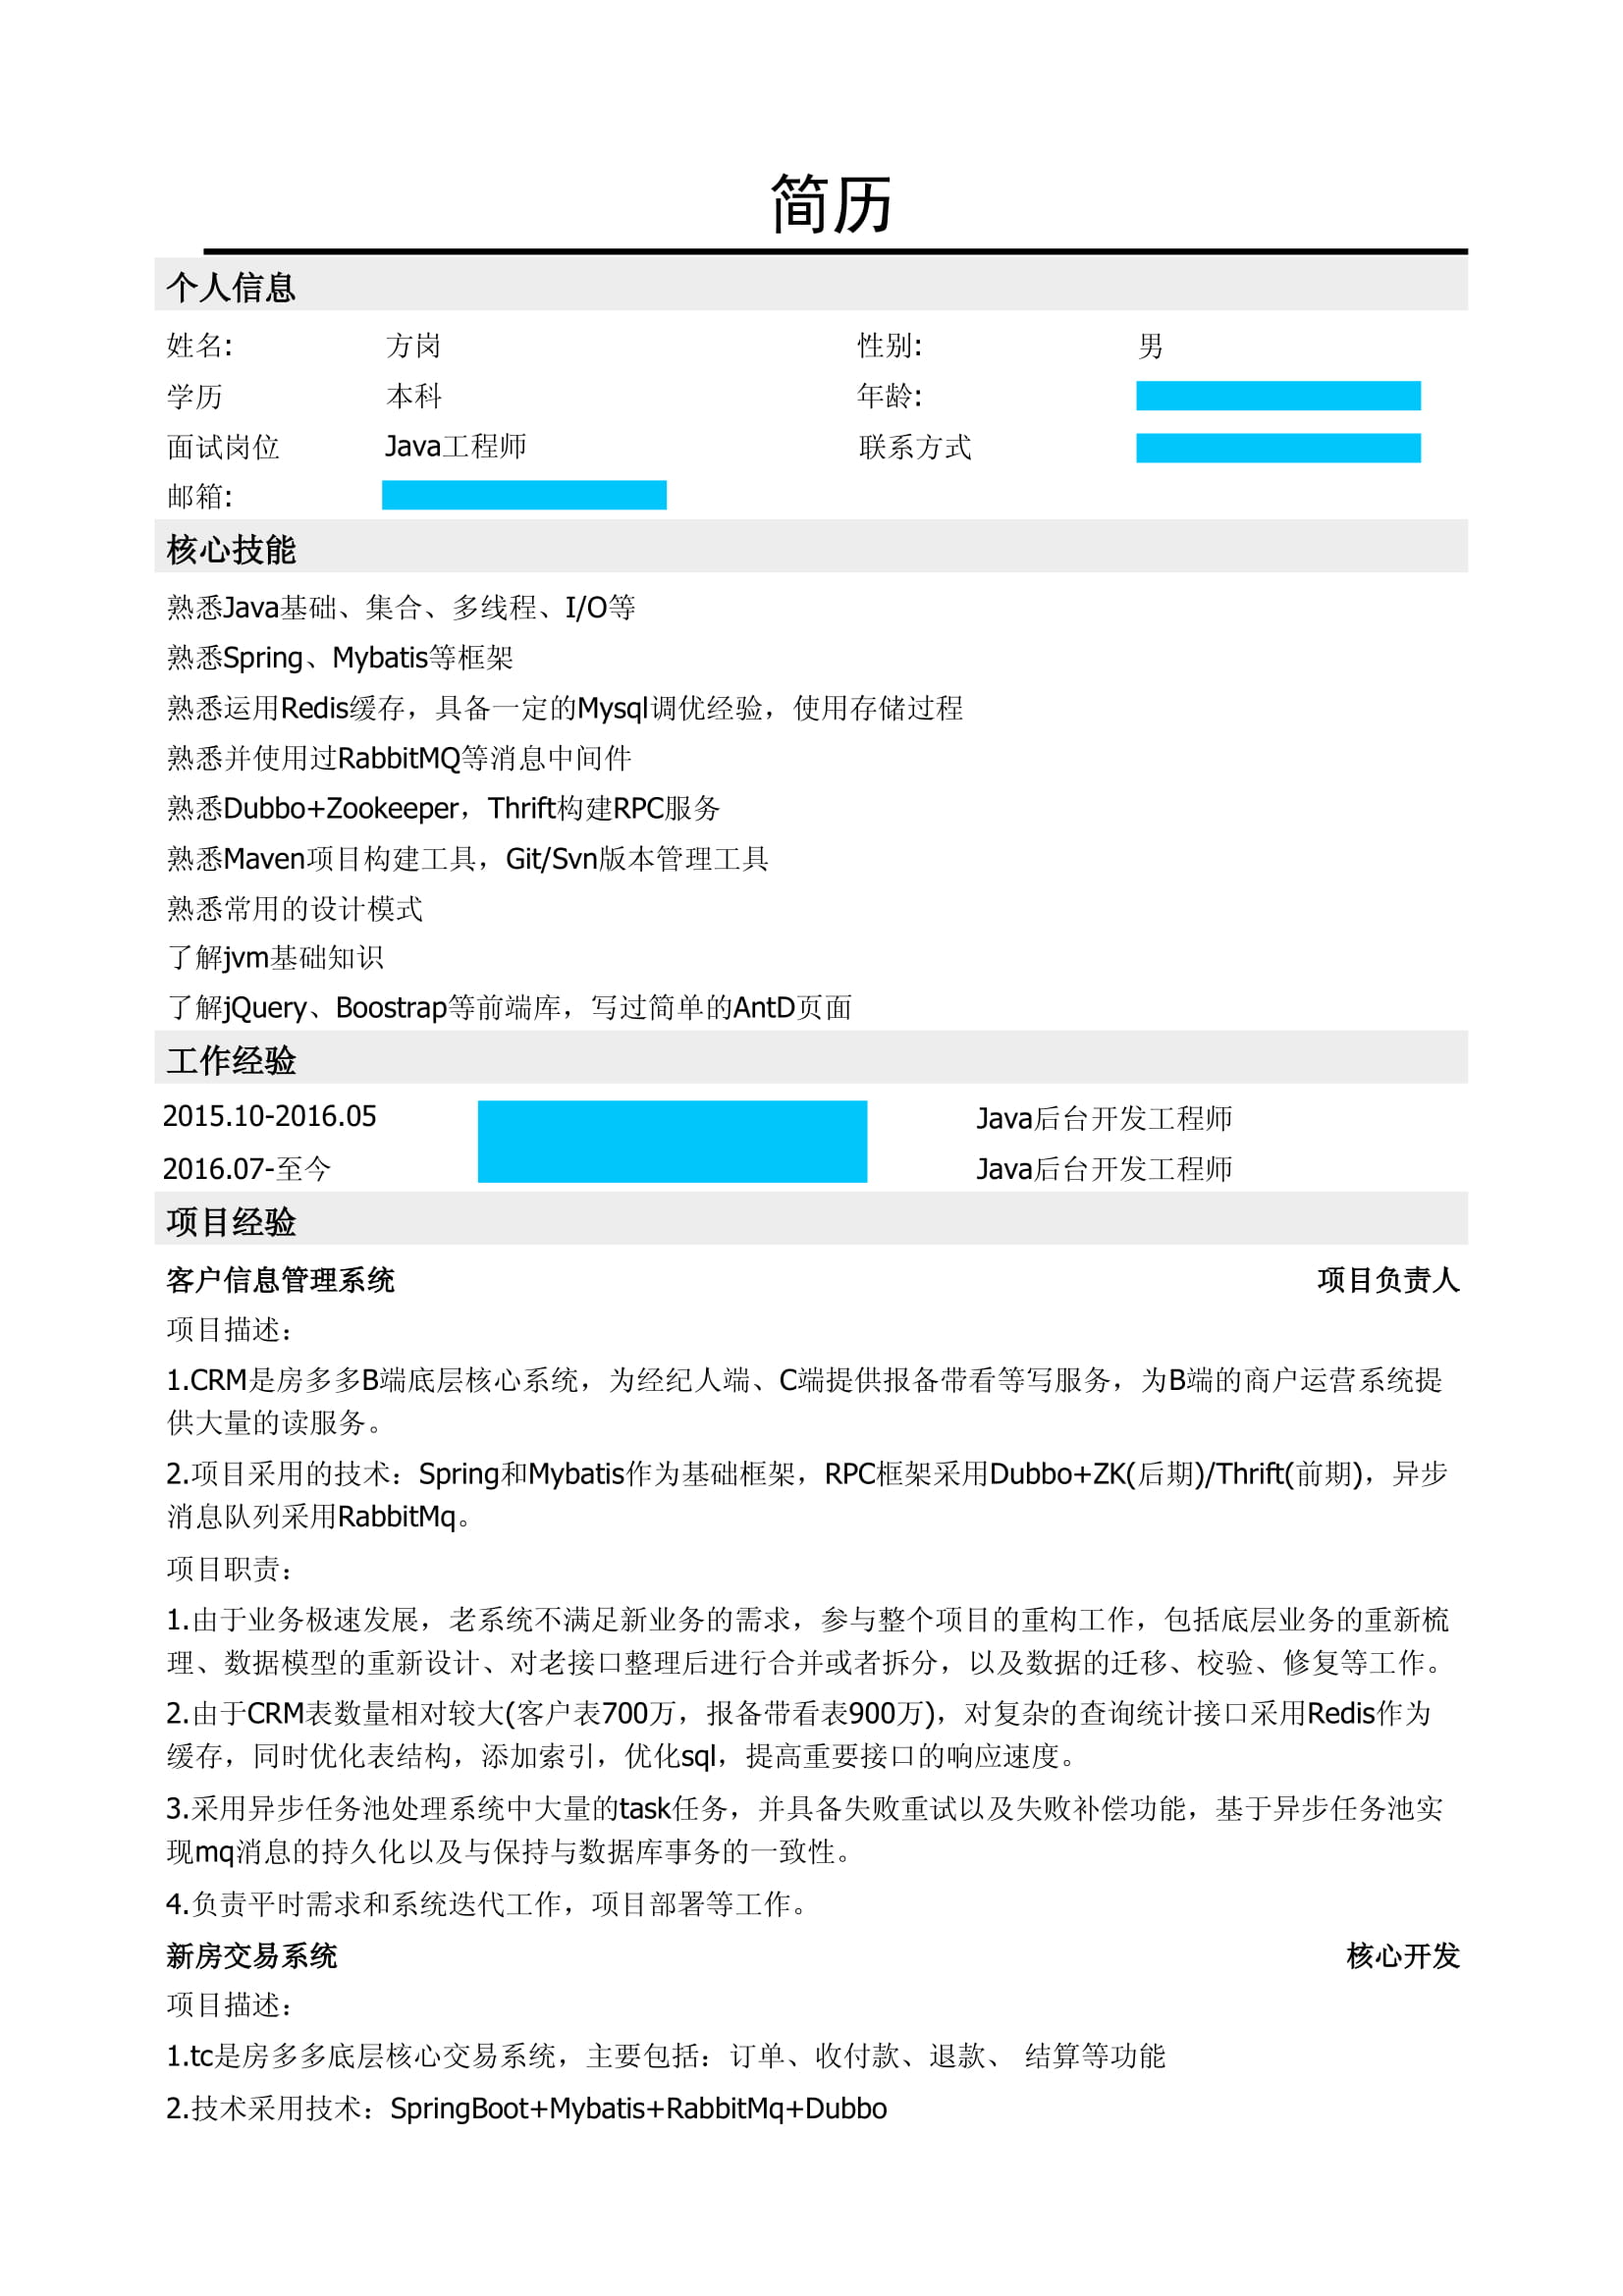 简历
个人信息
姓名: 方岗 性别: 男
学历 本科 年龄:
面试岗位 Java工程师 联系方式
邮箱:
核心技能
熟悉Java基础、集合、多线程、I/O等
熟悉Spring、Mybatis等框架
熟悉运用Redis缓存，具备一定的Mysql调优经验，使用存储过程
熟悉并使用过RabbitMQ等消息中间件
熟悉Dubbo+Zookeeper，Thrift构建RPC服务
熟悉Maven项目构建工具，Git/Svn版本管理工具
熟悉常用的设计模式
了解jvm基础知识
了解jQuery、Boostrap等前端库，写过简单的AntD页面
工作经验
2015.10-2016.05 Java后台开发工程师
2016.07-至今 Java后台开发工程师
项目经验
客户信息管理系统 项目负责人
项目描述：
1.CRM是房多多B端底层核心系统，为经纪人端、C端提供报备带看等写服务，为B端的商户运营系统提
供大量的读服务。
2.项目采用的技术：Spring和Mybatis作为基础框架，RPC框架采用Dubbo+ZK(后期)/Thrift(前期)，异步
消息队列采用RabbitMq。
项目职责：
1.由于业务极速发展，老系统不满足新业务的需求，参与整个项目的重构工作，包括底层业务的重新梳
理、数据模型的重新设计、对老接口整理后进行合并或者拆分，以及数据的迁移、校验、修复等工作。
2.由于CRM表数量相对较大(客户表700万，报备带看表900万)，对复杂的查询统计接口采用Redis作为
缓存，同时优化表结构，添加索引，优化sql，提高重要接口的响应速度。
3.采用异步任务池处理系统中大量的task任务，并具备失败重试以及失败补偿功能，基于异步任务池实
现mq消息的持久化以及与保持与数据库事务的一致性。
4.负责平时需求和系统迭代工作，项目部署等工作。
新房交易系统 核心开发
项目描述：
1.tc是房多多底层核心交易系统，主要包括：订单、收付款、退款、 结算等功能
2.技术采用技术：SpringBoot+Mybatis+RabbitMq+Dubbo